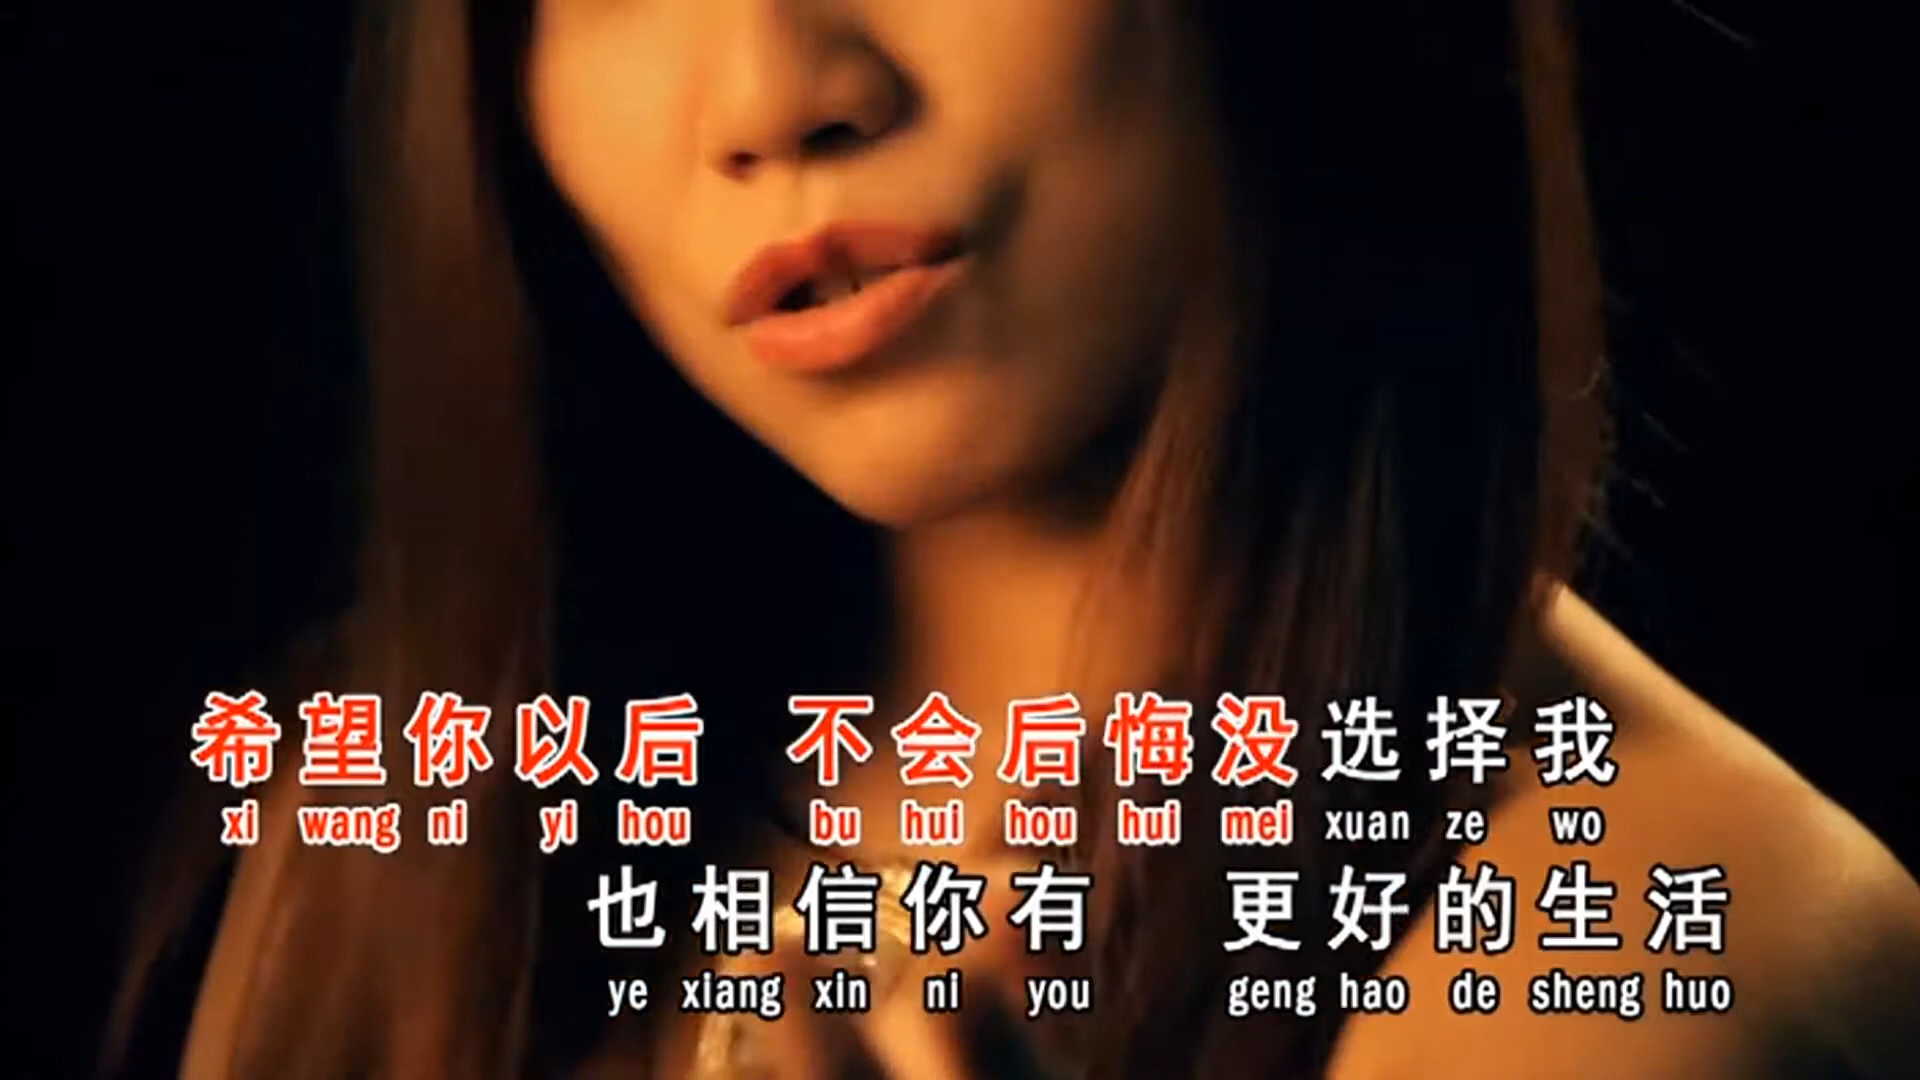 希望你以后 不会后悔没选择我
xi wang ni yi hou bu hui hou hui mei xuan ze wo
也相信你有 更好的生活
ye xiang xin ni you geng hao de sheng huo